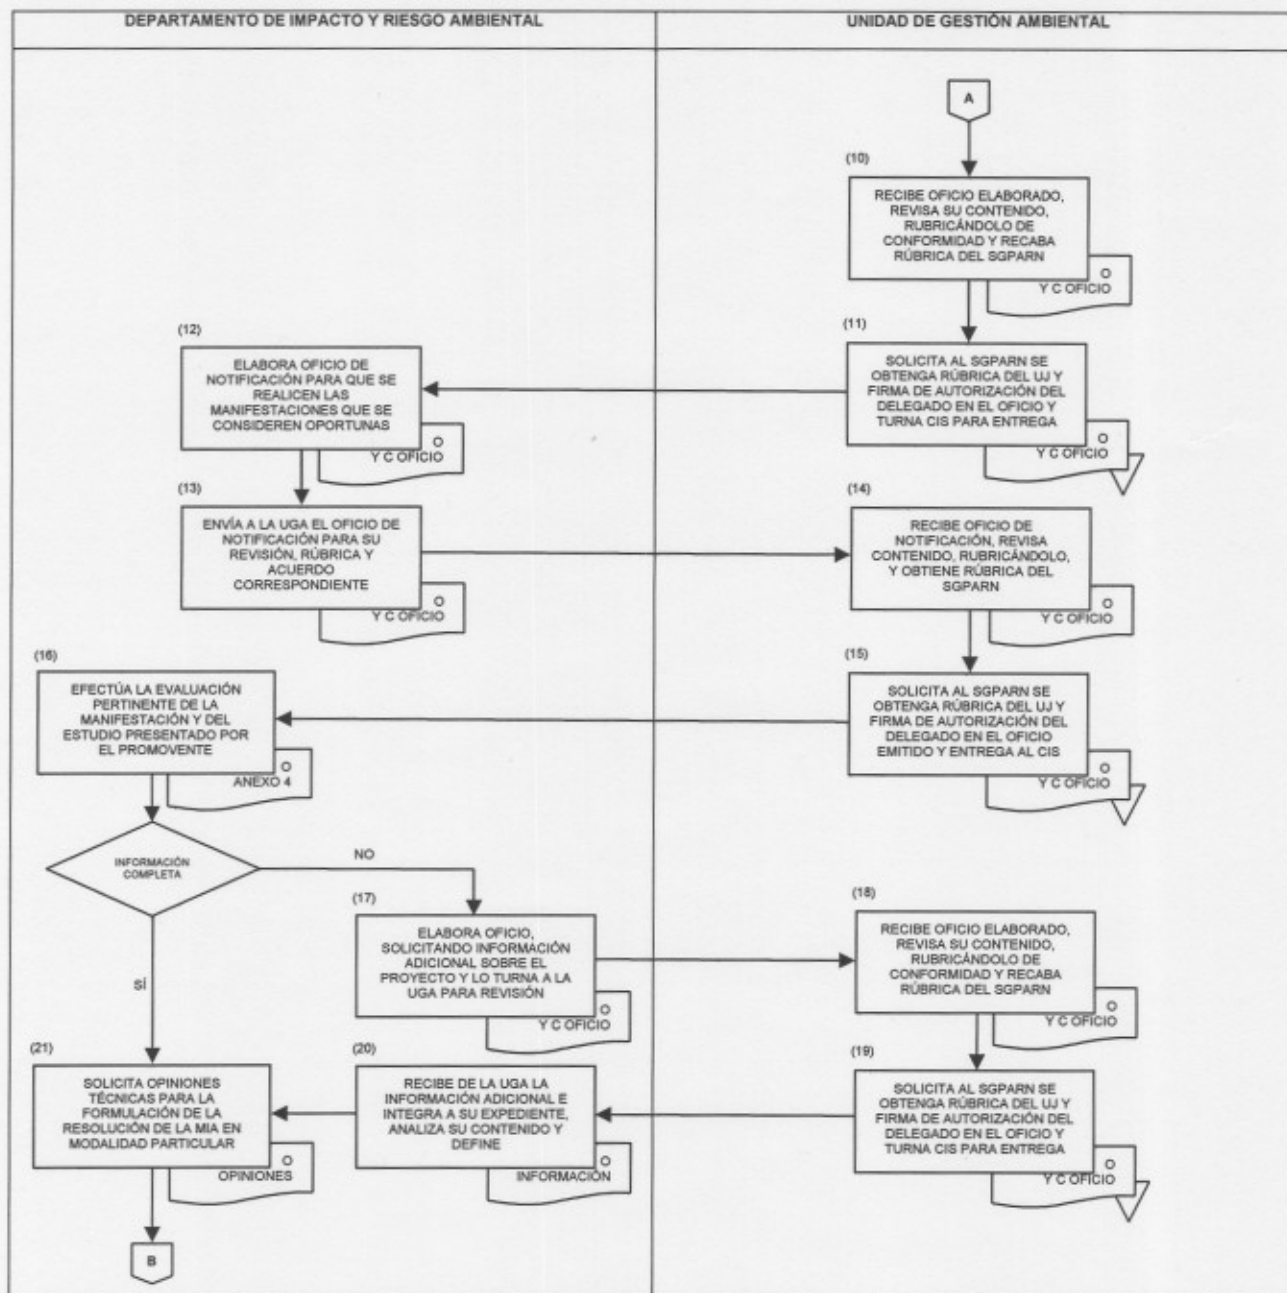 DEPARTAMENTO DE IMPACTO Y RIESGO AMBIENTAL
UNIDAD DE GESTIÓN AMBIENTAL
A
(10)
RECIBE OFICIO ELABORADO,
REVISA SU CONTENIDO,
RUBRICÁNDOLO DE
CONFORMIDAD Y RECABA
RÚBRICA DEL SGPARN
O
Y C OFICIO
(11)
SOLICITA AL SGPARN SE
OBTENGA RÚBRICA DEL UJ Y
FIRMA DE AUTORIZACIÓN DEL
DELEGADO EN EL OFICIO Y
TURNA CIS PARA ENTREGA
O
Y C OFICIO
(12)
ELABORA OFICIO DE
NOTIFICACIÓN PARA QUE SE
REALICEN LAS
MANIFESTACIONES QUE SE
CONSIDEREN OPORTUNAS
O
Y C OFICIO
(13)
ENVÍA A LA UGA EL OFICIO DE
NOTIFICACIÓN PARA SU
REVISIÓN, RÚBRICA Y
ACUERDO
CORRESPONDIENTE
O
Y C OFICIO
(14)
RECIBE OFICIO DE
NOTIFICACIÓN, REVISA
CONTENIDO, RUBRICÁNDOLO,
Y OBTIENE RÚBRICA DEL
SGPARN
O
Y C OFICIO
(15)
SOLICITA AL SGPARN SE
OBTENGA RÚBRICA DEL UJ Y
FIRMA DE AUTORIZACIÓN DEL
DELEGADO EN EL OFICIO
EMITIDO Y ENTREGA AL CIS
O
Y C OFICIO
(16)
EFECTÚA LA EVALUACIÓN
PERTINENTE DE LA
MANIFESTACIÓN Y DEL
ESTUDIO PRESENTADO POR
EL PROMOVENTE
O
ANEXO 4
INFORMACIÓN
COMPLETA
NO
SÍ
(17)
ELABORA OFICIO,
SOLICITANDO INFORMACIÓN
ADICIONAL SOBRE EL
PROYECTO Y LO TURNA A LA
UGA PARA REVISIÓN
O
Y C OFICIO
(18)
RECIBE OFICIO ELABORADO,
REVISA SU CONTENIDO,
RUBRICÁNDOLO DE
CONFORMIDAD Y RECABA
RÚBRICA DEL SGPARN
O
Y C OFICIO
(19)
SOLICITA AL SGPARN SE
OBTENGA RÚBRICA DEL UJ Y
FIRMA DE AUTORIZACIÓN DEL
DELEGADO EN EL OFICIO Y
TURNA CIS PARA ENTREGA
O
Y C OFICIO
(20)
RECIBE DE LA UGA LA
INFORMACIÓN ADICIONAL E
INTEGRA A SU EXPEDIENTE,
ANALIZA SU CONTENIDO Y
DEFINE
O
INFORMACIÓN
(21)
SOLICITA OPINIONES
TÉCNICAS PARA LA
FORMULACIÓN DE LA
RESOLUCIÓN DE LA MIA EN
MODALIDAD PARTICULAR
O
OPINIONES
B